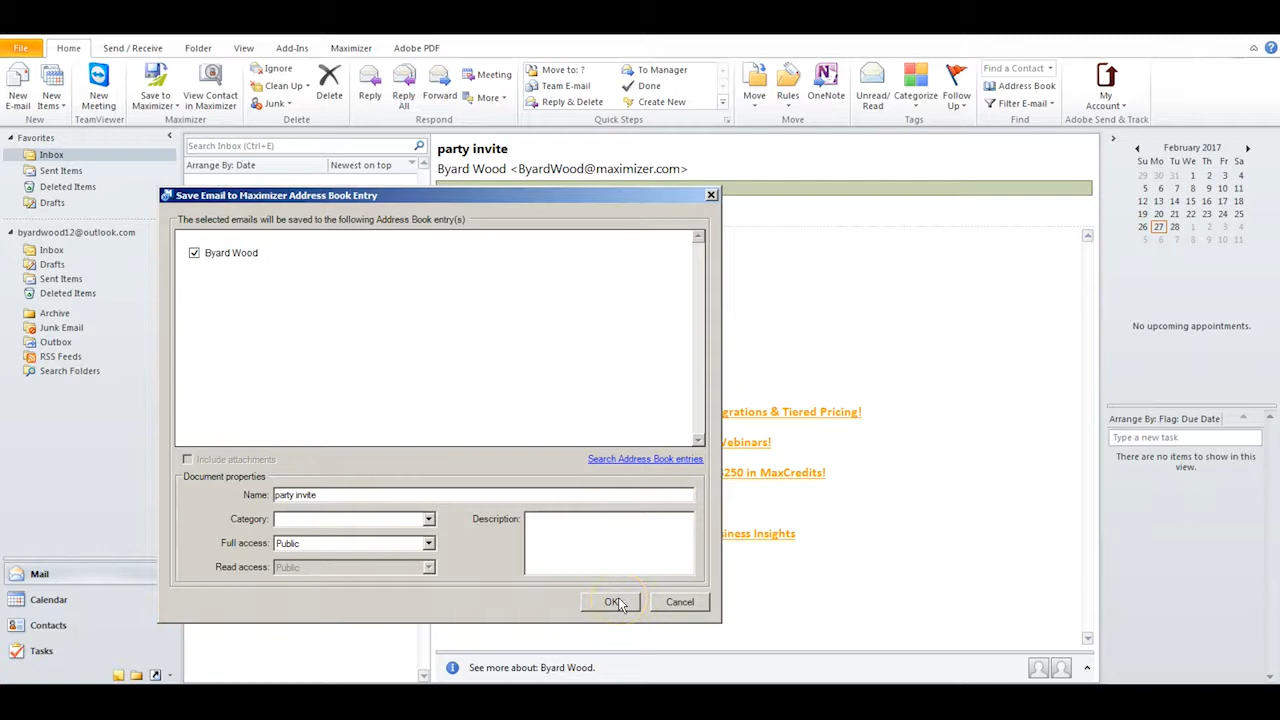 File Home Send / Receive Folder View Add-Ins Maximizer Adobe PDF
New E-mail New Items New Meeting Save to Maximizer View Contact in Maximizer Ignore Clean Up Junk Delete Reply Reply All Forward Meeting More Move to: ? Team E-mail Reply & Delete To Manager Done Create New Move Rules OneNote Unread/ Read Categorize Follow Up Find a Contact Address Book Filter E-mail My Account
New TeamViewer Maximizer Delete Respond Quick Steps Move Tags Find Adobe Send & Track
Favorites
Inbox
Sent Items
Deleted Items
Drafts
byardwood12@outlook.com
Inbox
Drafts
Sent Items
Deleted Items
Archive
Junk Email
Outbox
RSS Feeds
Search Folders
Mail
Calendar
Contacts
Tasks
Search Inbox (Ctrl+E)
Arrange By: Date Newest on top
party invite
Byard Wood <ByardWood@maximizer.com>
Save Email to Maximizer Address Book Entry
The selected emails will be saved to the following Address Book entry(s)
Byard Wood
Include attachments Search Address Book entries
Document properties
Name: party invite
Category: Description:
Full access: Public
Read access: Public
OK Cancel
grations & Tiered Pricing!
Webinars!
$250 in MaxCredits!
siness Insights
See more about: Byard Wood.
February 2017
Su Mo Tu We Th Fr Sa
29 30 31 1 2 3 4
5 6 7 8 9 10 11
12 13 14 15 16 17 18
19 20 21 22 23 24 25
26 27 28 1 2 3 4
5 6 7 8 9 10 11
No upcoming appointments.
Arrange By: Flag: Due Date
Type a new task
There are no items to show in this
view.